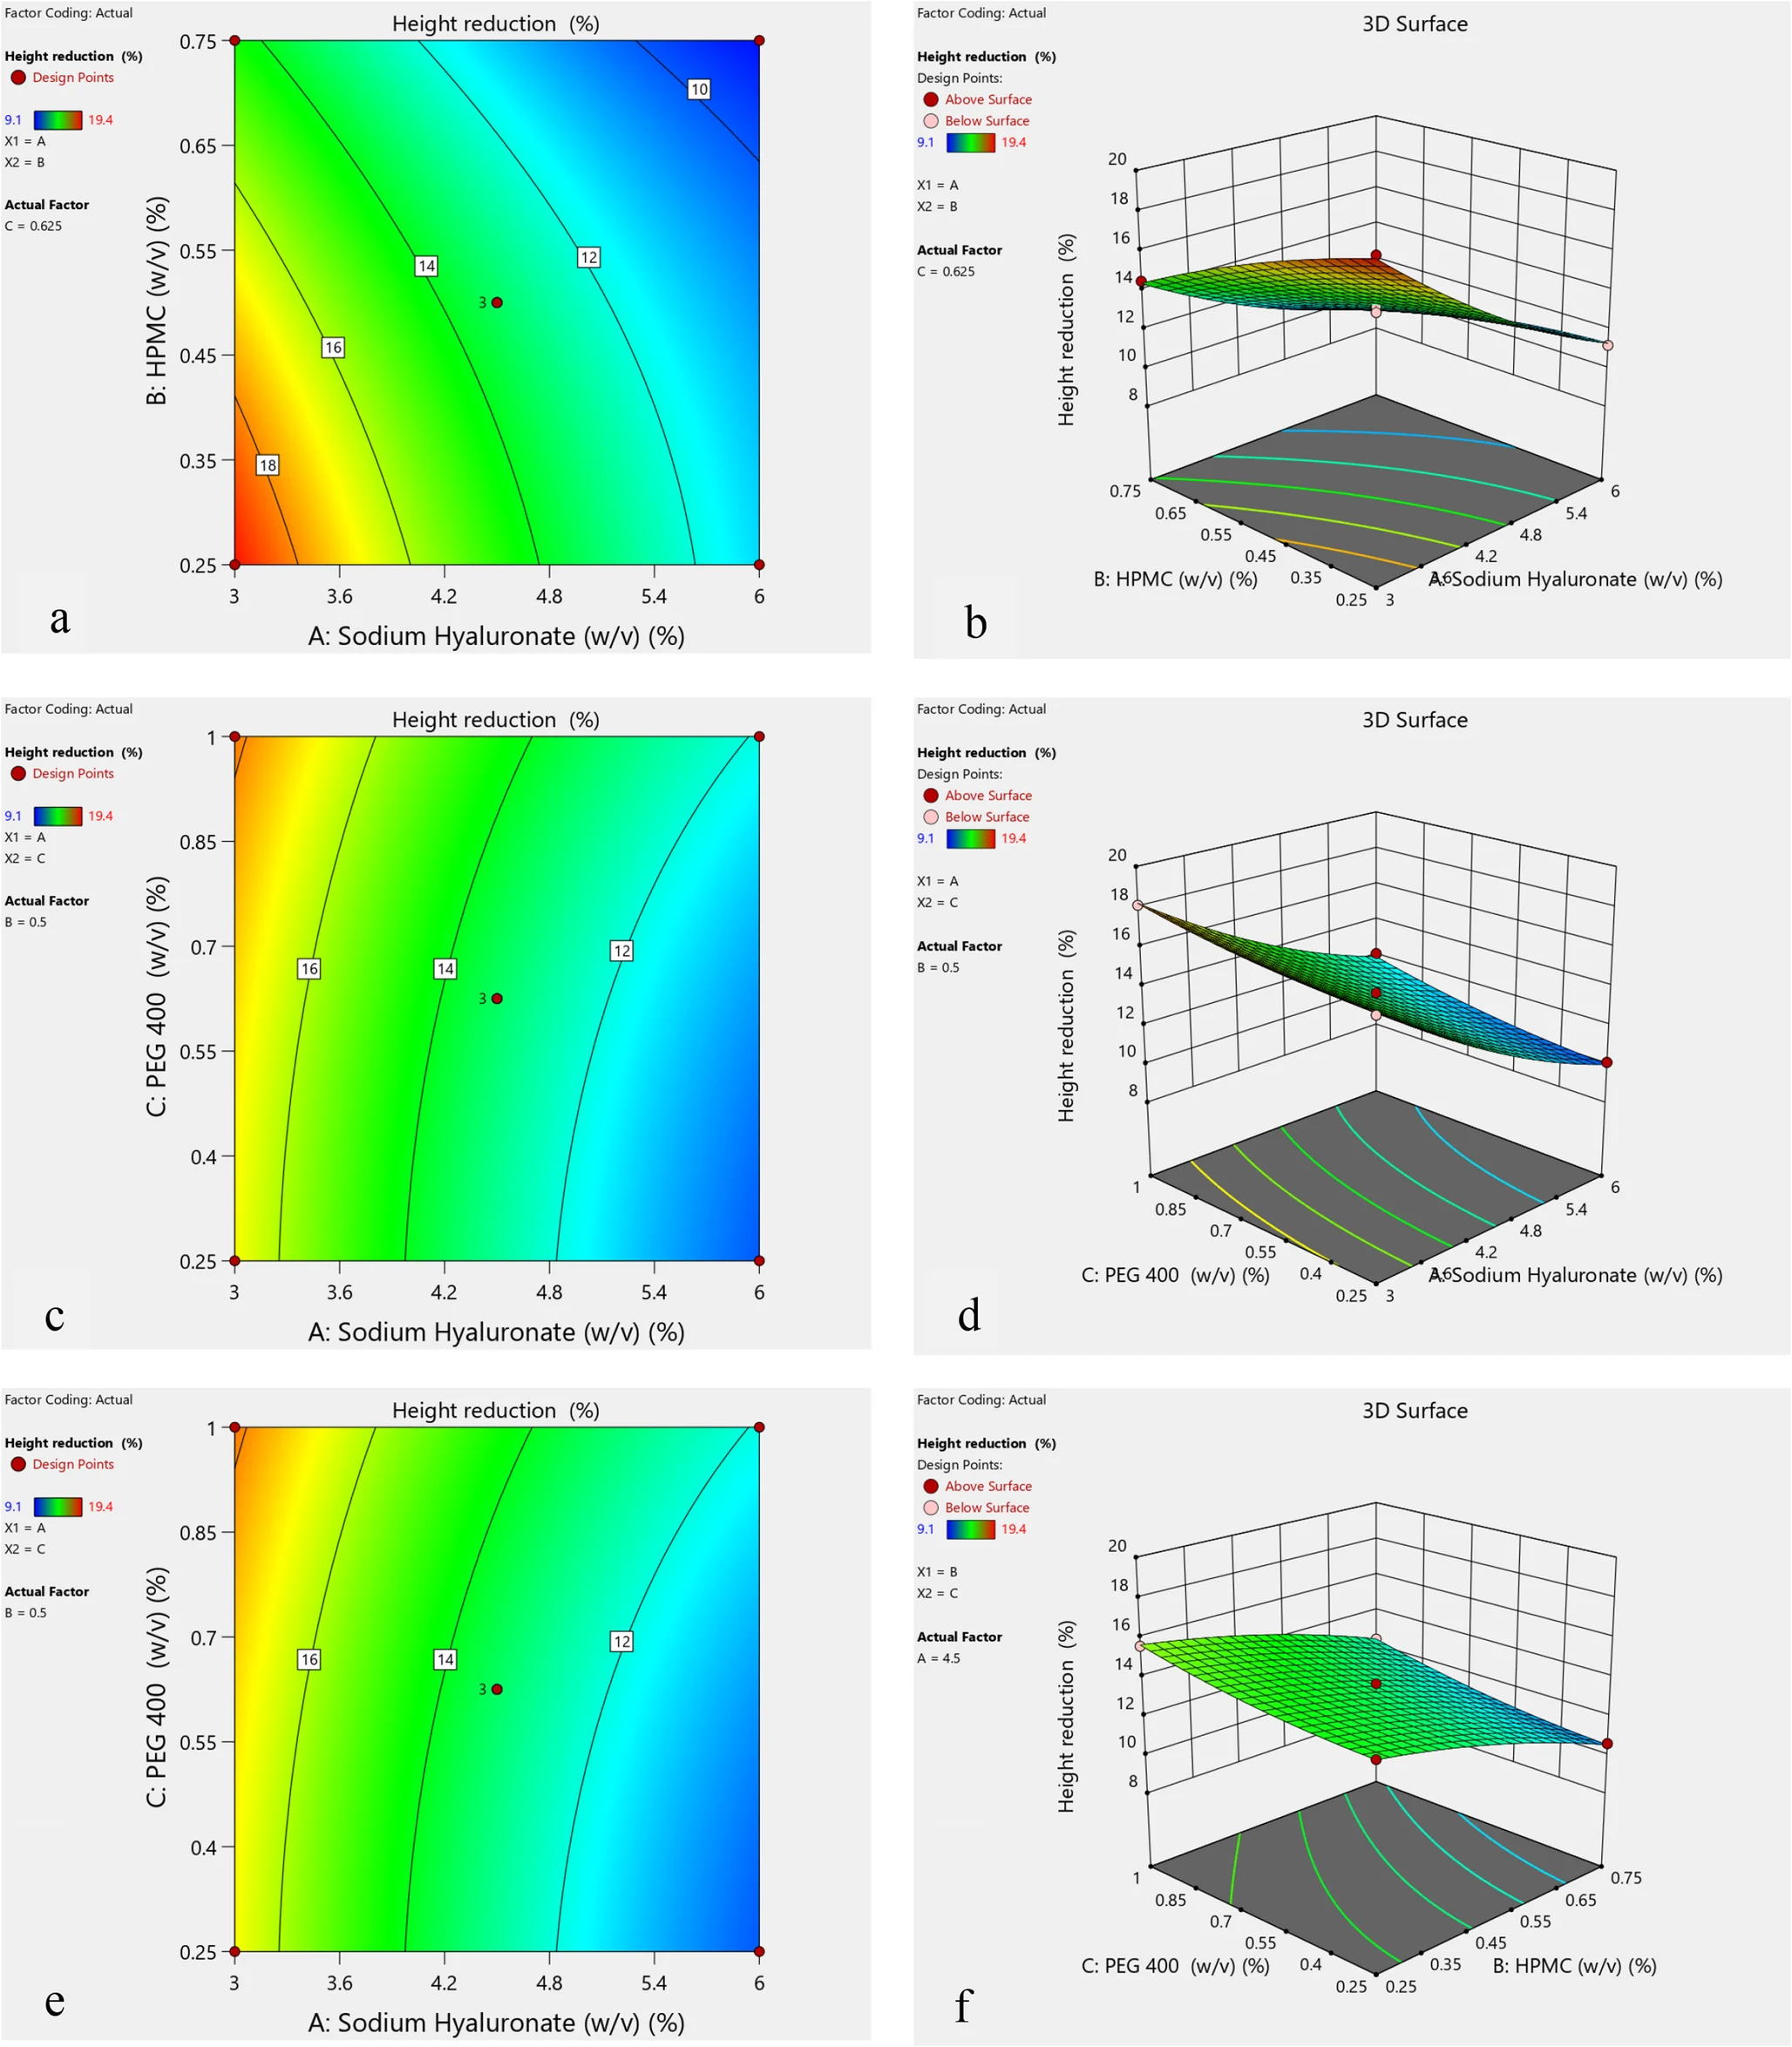 Factor Coding: Actual
Height reduction (%)
Height reduction (%)
Design Points
9.1 19.4
X1 = A
X2 = B
Actual Factor
C = 0.625
B: HPMC (w/v) (%)
0.75
0.65
0.55
0.45
0.35
0.25
10
12
14
3
16
18
3 3.6 4.2 4.8 5.4 6
A: Sodium Hyaluronate (w/v) (%)
a
Factor Coding: Actual
3D Surface
Height reduction (%)
Design Points:
Above Surface
Below Surface
9.1 19.4
X1 = A
X2 = B
Actual Factor
C = 0.625
Height reduction (%)
20
18
16
14
12
10
8
0.75
0.65
0.55
0.45
0.35
0.25
3
3.6
4.2
4.8
5.4
6
B: HPMC (w/v) (%)
A: Sodium Hyaluronate (w/v) (%)
b
Factor Coding: Actual
Height reduction (%)
Height reduction (%)
Design Points
9.1 19.4
X1 = A
X2 = C
Actual Factor
B = 0.5
C: PEG 400 (w/v) (%)
1
0.85
0.7
0.55
0.4
0.25
12
16
14
3
3 3.6 4.2 4.8 5.4 6
A: Sodium Hyaluronate (w/v) (%)
c
Factor Coding: Actual
3D Surface
Height reduction (%)
Design Points:
Above Surface
Below Surface
9.1 19.4
X1 = A
X2 = C
Actual Factor
B = 0.5
Height reduction (%)
20
18
16
14
12
10
8
1
0.85
0.7
0.55
0.4
0.25
3
3.6
4.2
4.8
5.4
6
C: PEG 400 (w/v) (%)
A: Sodium Hyaluronate (w/v) (%)
d
Factor Coding: Actual
Height reduction (%)
Height reduction (%)
Design Points
9.1 19.4
X1 = A
X2 = C
Actual Factor
B = 0.5
C: PEG 400 (w/v) (%)
1
0.85
0.7
0.55
0.4
0.25
12
16
14
3
3 3.6 4.2 4.8 5.4 6
A: Sodium Hyaluronate (w/v) (%)
e
Factor Coding: Actual
3D Surface
Height reduction (%)
Design Points:
Above Surface
Below Surface
9.1 19.4
X1 = B
X2 = C
Actual Factor
A = 4.5
Height reduction (%)
20
18
16
14
12
10
8
1
0.85
0.7
0.55
0.4
0.25
0.25
0.35
0.45
0.55
0.65
0.75
C: PEG 400 (w/v) (%)
B: HPMC (w/v) (%)
f